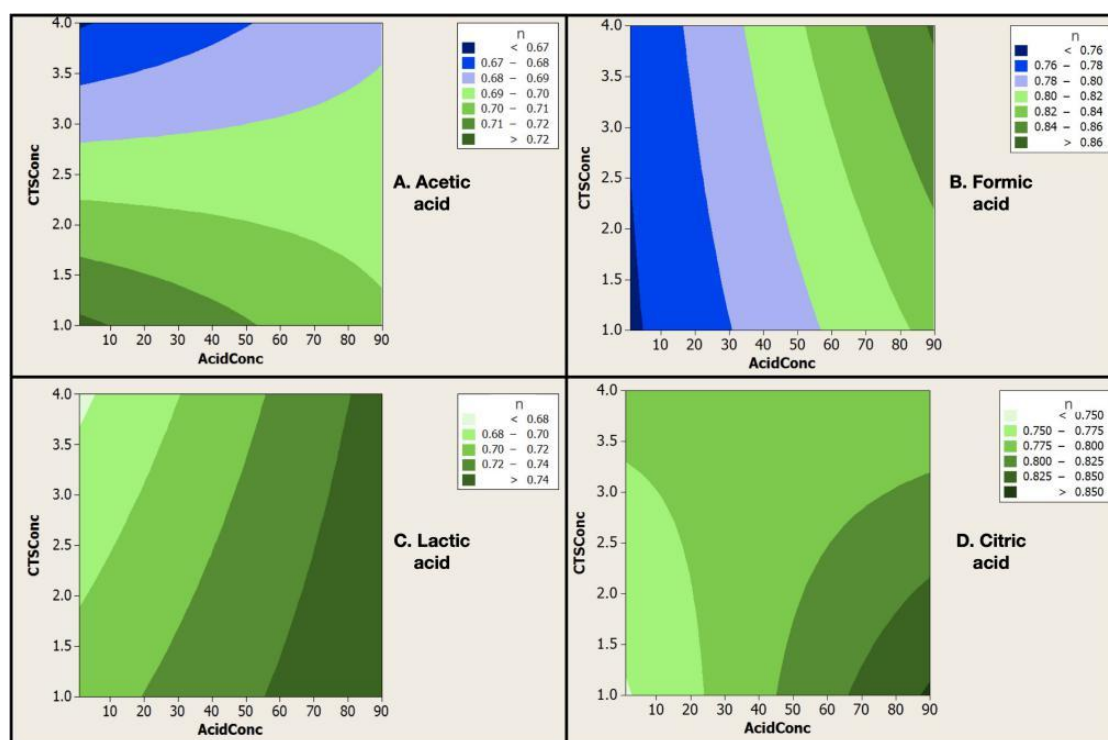 n
< 0.67
0.67 – 0.68
0.68 – 0.69
0.69 – 0.70
0.70 – 0.71
0.71 – 0.72
> 0.72
4.0
3.5
3.0
2.5
2.0
1.5
1.0
CTSConc
10 20 30 40 50 60 70 80 90
AcidConc
A. Acetic
acid
n
< 0.76
0.76 – 0.78
0.78 – 0.80
0.80 – 0.82
0.82 – 0.84
0.84 – 0.86
> 0.86
4.0
3.5
3.0
2.5
2.0
1.5
1.0
CTSConc
10 20 30 40 50 60 70 80 90
AcidConc
B. Formic
acid
n
< 0.68
0.68 – 0.70
0.70 – 0.72
0.72 – 0.74
> 0.74
4.0
3.5
3.0
2.5
2.0
1.5
1.0
CTSConc
10 20 30 40 50 60 70 80 90
AcidConc
C. Lactic
acid
n
< 0.750
0.750 – 0.775
0.775 – 0.800
0.800 – 0.825
0.825 – 0.850
> 0.850
4.0
3.5
3.0
2.5
2.0
1.5
1.0
CTSConc
10 20 30 40 50 60 70 80 90
AcidConc
D. Citric
acid